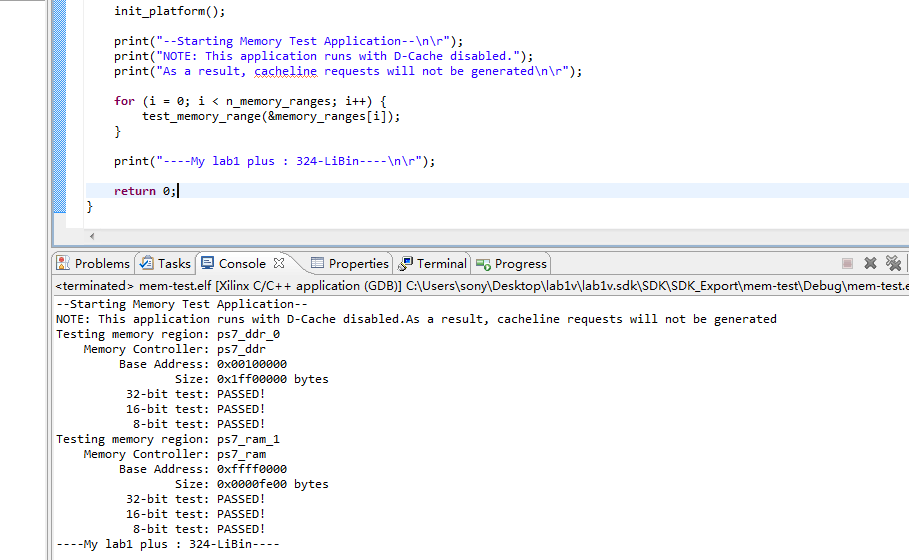 init_platform();
print("--Starting Memory Test Application--\n\r");
print("NOTE: This application runs with D-Cache disabled.");
print("As a result, cacheline requests will not be generated\n\r");
for (i = 0; i < n_memory_ranges; i++) {
test_memory_range(&memory_ranges[i]);
}
print("----My lab1 plus : 324-LiBin----\n\r");
return 0;
}
Problems Tasks Console Properties Terminal Progress
<terminated> mem-test.elf [Xilinx C/C++ application (GDB)] C:\Users\sony\Desktop\lab1v\lab1v.sdk\SDK\SDK_Export\mem-test\Debug\mem-test.e
--Starting Memory Test Application--
NOTE: This application runs with D-Cache disabled.As a result, cacheline requests will not be generated
Testing memory region: ps7_ddr_0
Memory Controller: ps7_ddr
Base Address: 0x00100000
Size: 0x1ff00000 bytes
32-bit test: PASSED!
16-bit test: PASSED!
8-bit test: PASSED!
Testing memory region: ps7_ram_1
Memory Controller: ps7_ram
Base Address: 0xffff0000
Size: 0x0000fe00 bytes
32-bit test: PASSED!
16-bit test: PASSED!
8-bit test: PASSED!
----My lab1 plus : 324-LiBin----